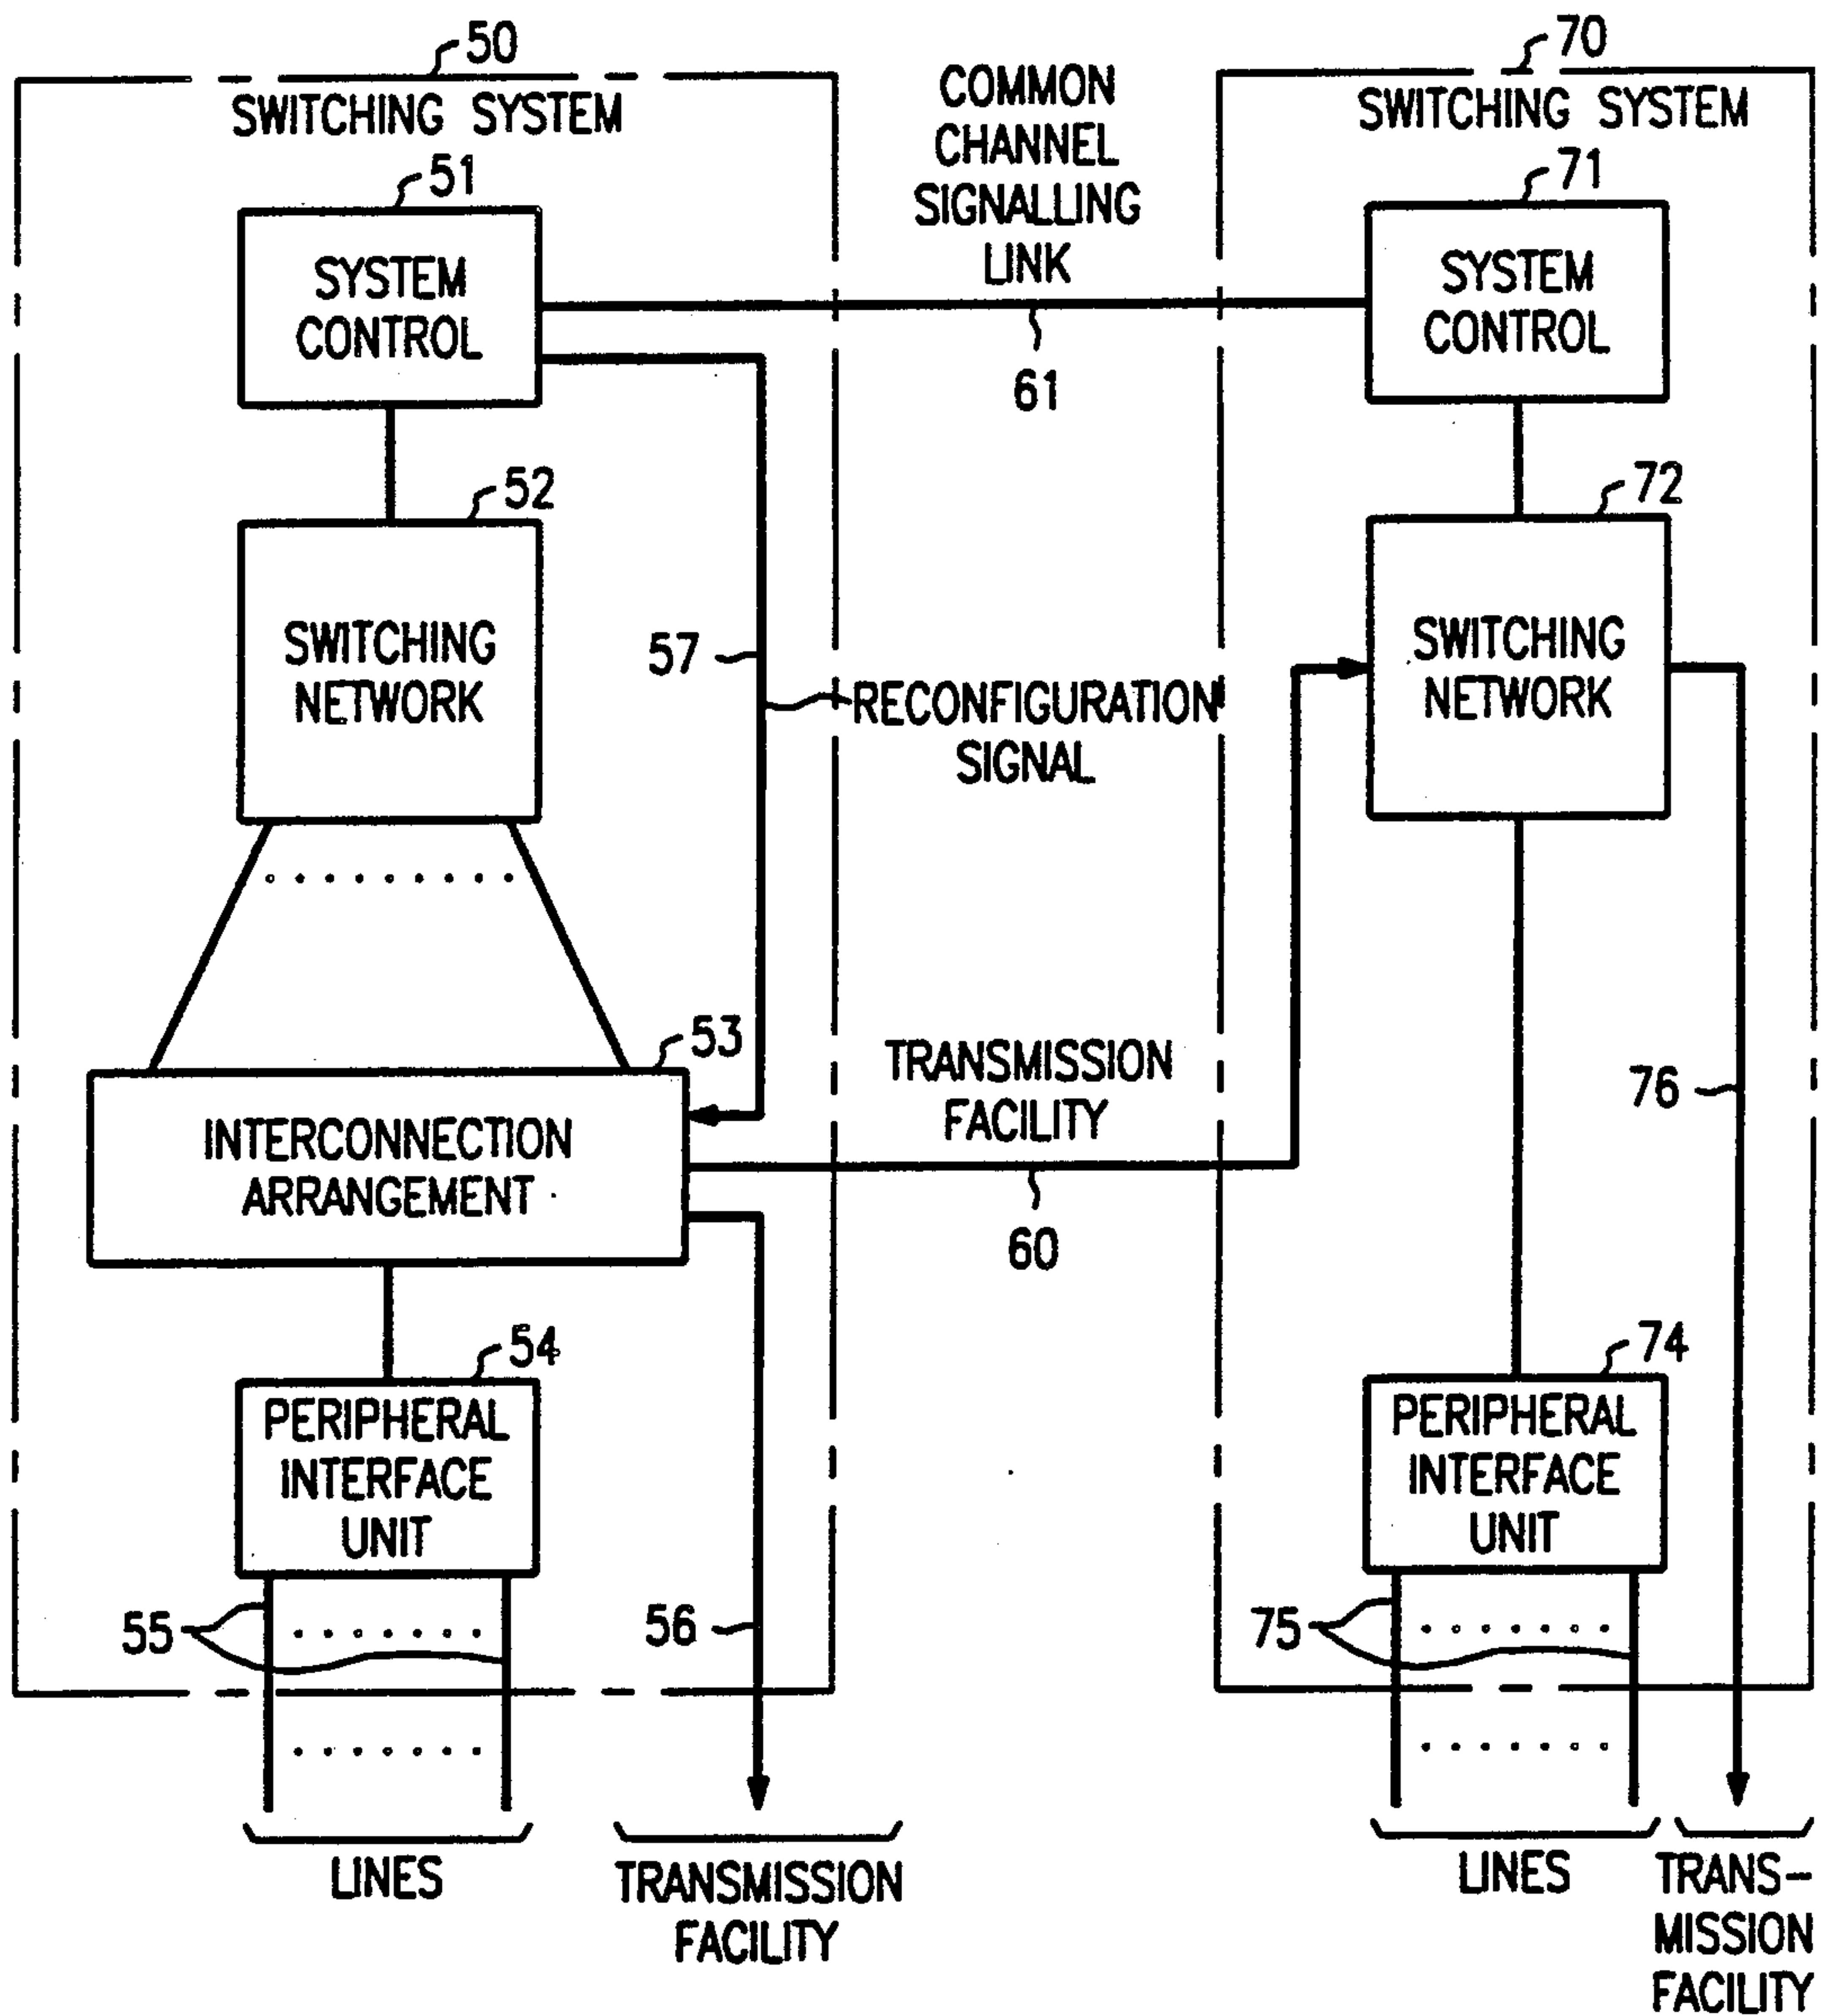 50
SWITCHING SYSTEM
51
SYSTEM
CONTROL
52
SWITCHING
NETWORK
57
RECONFIGURATION
SIGNAL
53
INTERCONNECTION
ARRANGEMENT
54
PERIPHERAL
INTERFACE
UNIT
55
56
LINES
TRANSMISSION
FACILITY
COMMON
CHANNEL
SIGNALLING
LINK
61
TRANSMISSION
FACILITY
60
70
SWITCHING SYSTEM
71
SYSTEM
CONTROL
72
SWITCHING
NETWORK
76
74
PERIPHERAL
INTERFACE
UNIT
75
LINES
TRANS-
MISSION
FACILITY